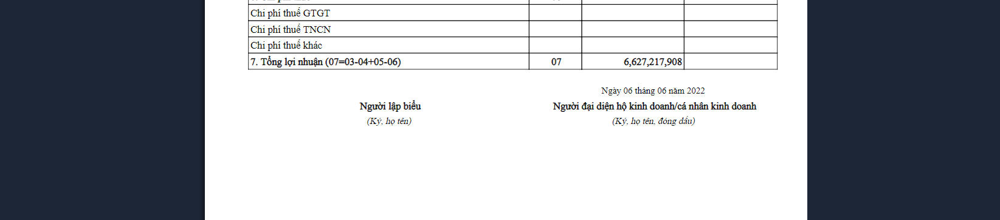 Chi phí thuế GTGT
Chi phí thuế TNCN
Chi phí thuế khác
7. Tổng lợi nhuận (07=03-04+05-06) 07 6,627,217,908
Ngày 06 tháng 06 năm 2022
Người lập biểu Người đại diện hộ kinh doanh/cá nhân kinh doanh
(Ký, họ tên) (Ký, họ tên, đóng dấu)